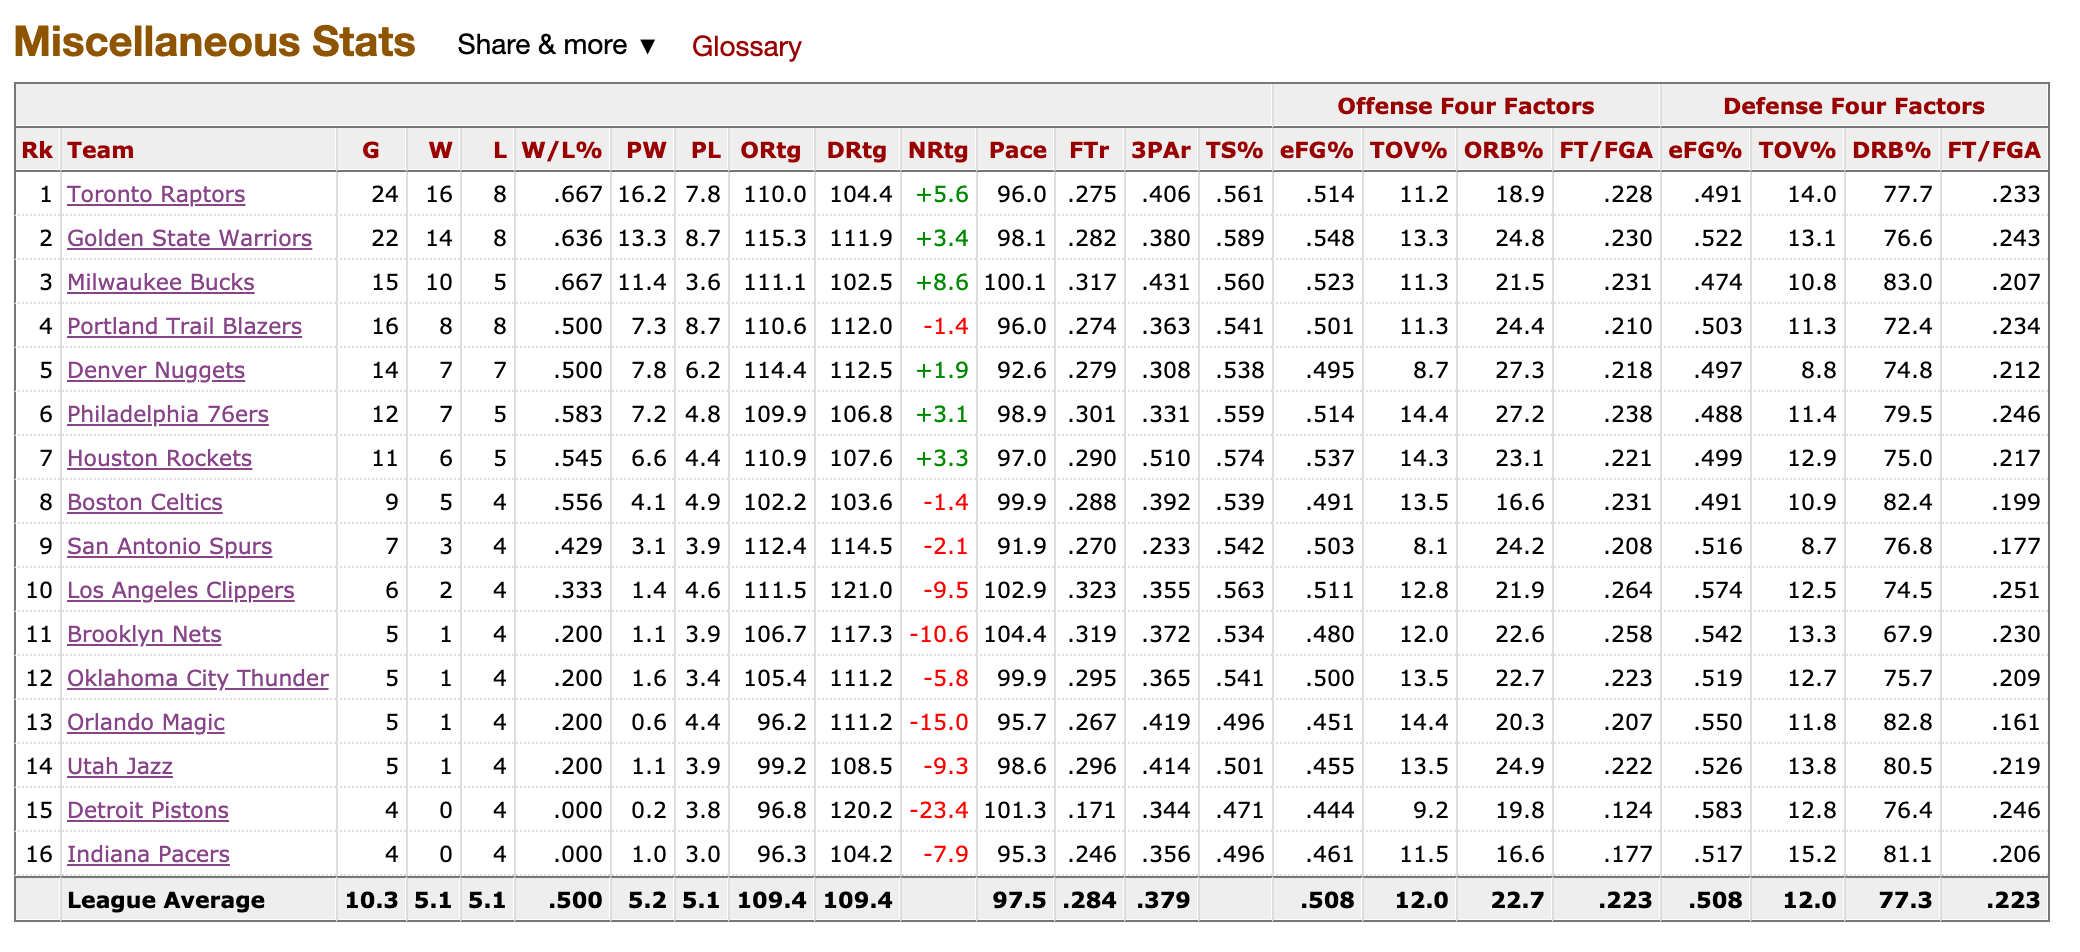 Miscellaneous Stats Share & more ▼ Glossary
Offense Four Factors Defense Four Factors
Rk Team G W L W/L% PW PL ORtg DRtg NRtg Pace FTr 3PAr TS% eFG% TOV% ORB% FT/FGA eFG% TOV% DRB% FT/FGA
1 Toronto Raptors 24 16 8 .667 16.2 7.8 110.0 104.4 +5.6 96.0 .275 .406 .561 .514 11.2 18.9 .228 .491 14.0 77.7 .233
2 Golden State Warriors 22 14 8 .636 13.3 8.7 115.3 111.9 +3.4 98.1 .282 .380 .589 .548 13.3 24.8 .230 .522 13.1 76.6 .243
3 Milwaukee Bucks 15 10 5 .667 11.4 3.6 111.1 102.5 +8.6 100.1 .317 .431 .560 .523 11.3 21.5 .231 .474 10.8 83.0 .207
4 Portland Trail Blazers 16 8 8 .500 7.3 8.7 110.6 112.0 -1.4 96.0 .274 .363 .541 .501 11.3 24.4 .210 .503 11.3 72.4 .234
5 Denver Nuggets 14 7 7 .500 7.8 6.2 114.4 112.5 +1.9 92.6 .279 .308 .538 .495 8.7 27.3 .218 .497 8.8 74.8 .212
6 Philadelphia 76ers 12 7 5 .583 7.2 4.8 109.9 106.8 +3.1 98.9 .301 .331 .559 .514 14.4 27.2 .238 .488 11.4 79.5 .246
7 Houston Rockets 11 6 5 .545 6.6 4.4 110.9 107.6 +3.3 97.0 .290 .510 .574 .537 14.3 23.1 .221 .499 12.9 75.0 .217
8 Boston Celtics 9 5 4 .556 4.1 4.9 102.2 103.6 -1.4 99.9 .288 .392 .539 .491 13.5 16.6 .231 .491 10.9 82.4 .199
9 San Antonio Spurs 7 3 4 .429 3.1 3.9 112.4 114.5 -2.1 91.9 .270 .233 .542 .503 8.1 24.2 .208 .516 8.7 76.8 .177
10 Los Angeles Clippers 6 2 4 .333 1.4 4.6 111.5 121.0 -9.5 102.9 .323 .355 .563 .511 12.8 21.9 .264 .574 12.5 74.5 .251
11 Brooklyn Nets 5 1 4 .200 1.1 3.9 106.7 117.3 -10.6 104.4 .319 .372 .534 .480 12.0 22.6 .258 .542 13.3 67.9 .230
12 Oklahoma City Thunder 5 1 4 .200 1.6 3.4 105.4 111.2 -5.8 99.9 .295 .365 .541 .500 13.5 22.7 .223 .519 12.7 75.7 .209
13 Orlando Magic 5 1 4 .200 0.6 4.4 96.2 111.2 -15.0 95.7 .267 .419 .496 .451 14.4 20.3 .207 .550 11.8 82.8 .161
14 Utah Jazz 5 1 4 .200 1.1 3.9 99.2 108.5 -9.3 98.6 .296 .414 .501 .455 13.5 24.9 .222 .526 13.8 80.5 .219
15 Detroit Pistons 4 0 4 .000 0.2 3.8 96.8 120.2 -23.4 101.3 .171 .344 .471 .444 9.2 19.8 .124 .583 12.8 76.4 .246
16 Indiana Pacers 4 0 4 .000 1.0 3.0 96.3 104.2 -7.9 95.3 .246 .356 .496 .461 11.5 16.6 .177 .517 15.2 81.1 .206
League Average 10.3 5.1 5.1 .500 5.2 5.1 109.4 109.4 97.5 .284 .379 .508 12.0 22.7 .223 .508 12.0 77.3 .223